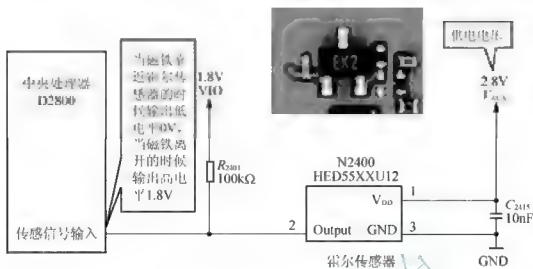 中央处理器
D2800
传感信号输入
当磁铁靠
近霍尔传
感器的时
候输出低
电平0V,
当磁铁离
开的时候
输出高电
平1.8V
1.8V
VIO
R2401
100kΩ
EX2
供电电压
2.8V
N2400
HED55XXU12
VDD
1
Output
2
GND
3
C2415
10nF
GND
霍尔传感器